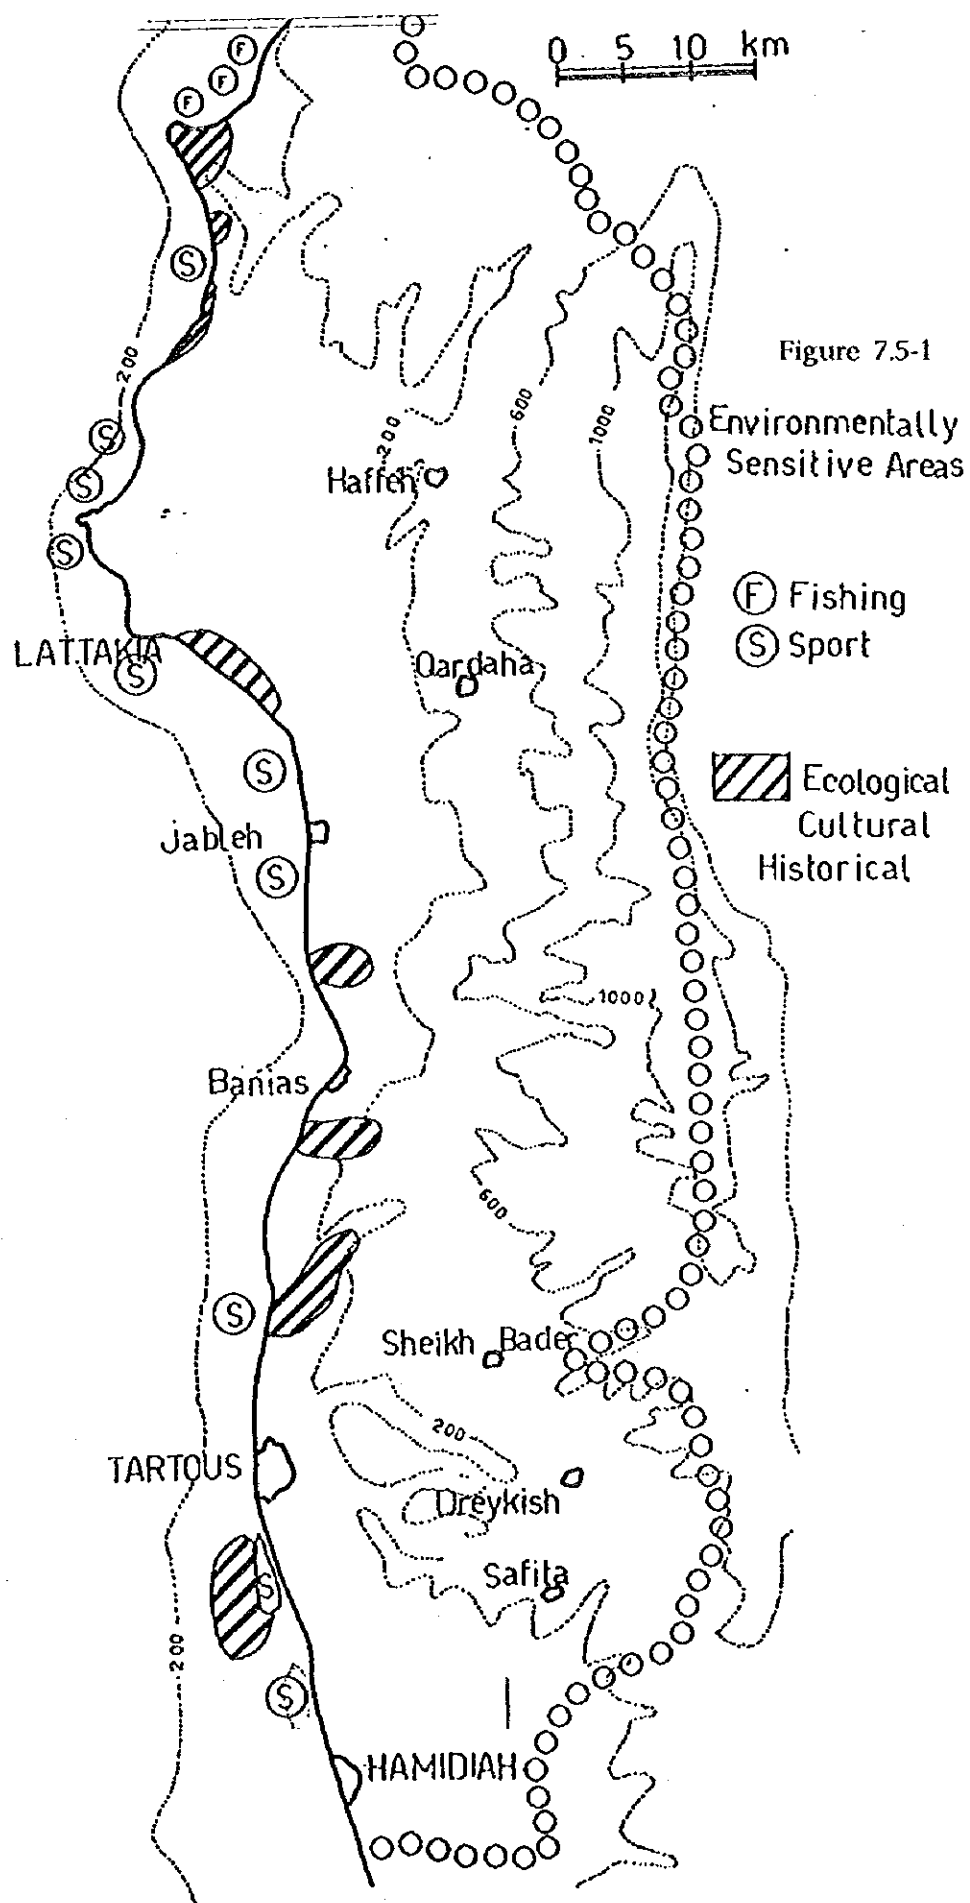 0 5 10 km
F
F
F
S
Figure 7.5-1
200
600
1000
Environmentally
Sensitive Areas
S
200
Haffeh
S
S
F Fishing
S Sport
LATTAKIA
S
Qardaha
S
Ecological
Cultural
Historical
Jableh
S
1000
Banias
600
S
Sheikh Bader
200
TARTOUS
Dreykish
Safita
S
200
S
HAMIDIAH